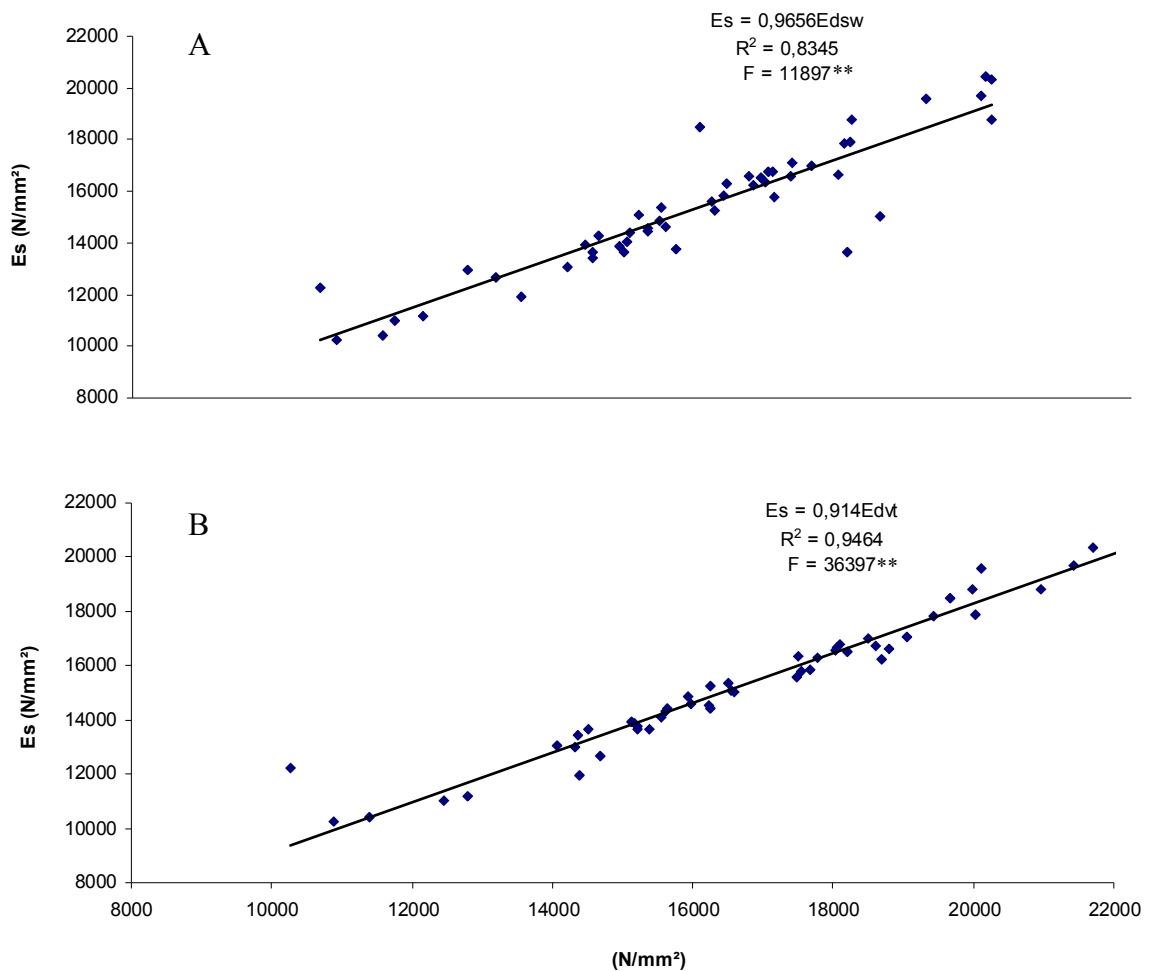 A
Es = 0,9656Edsw
R² = 0,8345
F = 11897**
22000
20000
18000
16000
14000
12000
10000
8000
Es (N/mm²)
B
Es = 0,914Edvt
R² = 0,9464
F = 36397**
22000
20000
18000
16000
14000
12000
10000
8000
Es (N/mm²)
8000 10000 12000 14000 16000 18000 20000 22000
(N/mm²)